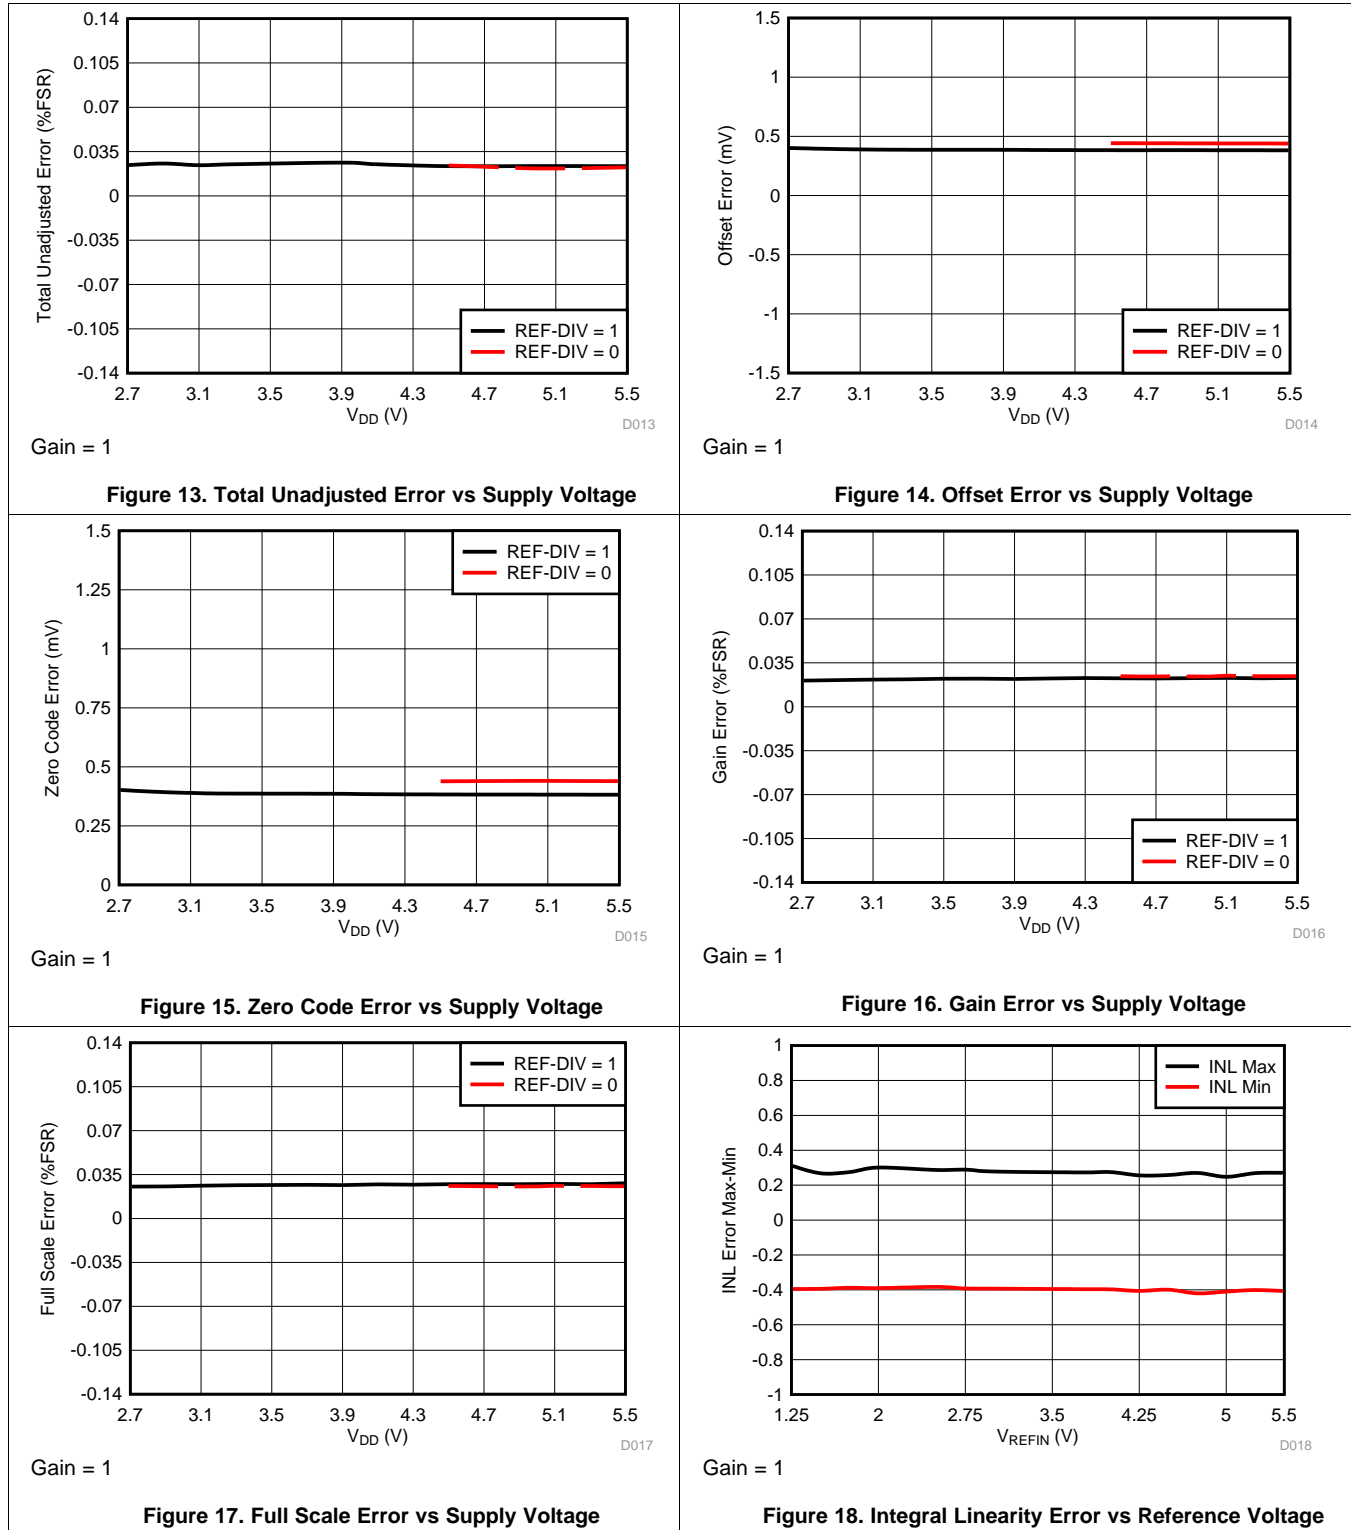 0.14
0.105
0.07
0.035
0
-0.035
-0.07
-0.105
-0.14
Total Unadjusted Error (%FSR)
REF-DIV = 1
REF-DIV = 0
2.7 3.1 3.5 3.9 4.3 4.7 5.1 5.5
VDD (V)
D013
Gain = 1
Figure 13. Total Unadjusted Error vs Supply Voltage
1.5
1
0.5
0
-0.5
-1
-1.5
Offset Error (mV)
REF-DIV = 1
REF-DIV = 0
2.7 3.1 3.5 3.9 4.3 4.7 5.1 5.5
VDD (V)
D014
Gain = 1
Figure 14. Offset Error vs Supply Voltage
1.5
1.25
1
0.75
0.5
0.25
0
Zero Code Error (mV)
REF-DIV = 1
REF-DIV = 0
2.7 3.1 3.5 3.9 4.3 4.7 5.1 5.5
VDD (V)
D015
Gain = 1
Figure 15. Zero Code Error vs Supply Voltage
0.14
0.105
0.07
0.035
0
-0.035
-0.07
-0.105
-0.14
Gain Error (%FSR)
REF-DIV = 1
REF-DIV = 0
2.7 3.1 3.5 3.9 4.3 4.7 5.1 5.5
VDD (V)
D016
Gain = 1
Figure 16. Gain Error vs Supply Voltage
0.14
0.105
0.07
0.035
0
-0.035
-0.07
-0.105
-0.14
Full Scale Error (%FSR)
REF-DIV = 1
REF-DIV = 0
2.7 3.1 3.5 3.9 4.3 4.7 5.1 5.5
VDD (V)
D017
Gain = 1
Figure 17. Full Scale Error vs Supply Voltage
1
0.8
0.6
0.4
0.2
0
-0.2
-0.4
-0.6
-0.8
-1
INL Error Max-Min
INL Max
INL Min
1.25 2 2.75 3.5 4.25 5 5.5
VREFIN (V)
D018
Gain = 1
Figure 18. Integral Linearity Error vs Reference Voltage